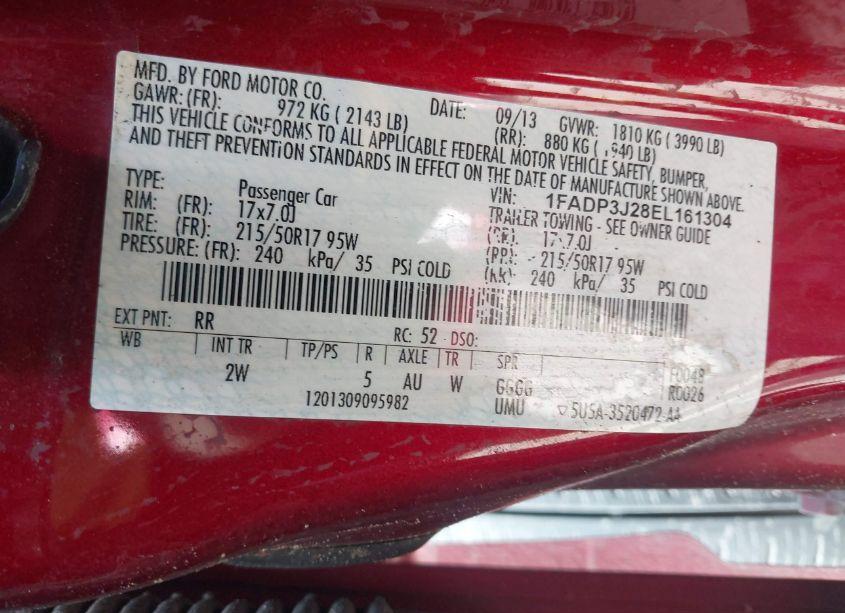 MFD. BY FORD MOTOR CO. DATE: 09/13 GVWR: 1810 KG ( 3990 LB)
GAWR: (FR): 972 KG ( 2143 LB) (RR): 880 KG ( 940 LB)
THIS VEHICLE CONFORMS TO ALL APPLICABLE FEDERAL MOTOR VEHICLE SAFETY, BUMPER,
AND THEFT PREVENTION STANDARDS IN EFFECT ON THE DATE OF MANUFACTURE SHOWN ABOVE.
VIN: 1FADP3J28EL161304
TYPE: Passenger Car TRAILER TOWING - SEE OWNER GUIDE
RIM: (FR): 17x7.0J 17x7.0J
TIRE: (FR): 215/50R17 95W 215/50R17 95W
PRESSURE: (FR): 240 kPa/ 35 PSI COLD 240 kPa/ 35 PSI COLD
EXT PNT: RR RC: 52 DSO:
WB INT TR TP/PS R AXLE TR SPR F0048
2W 5 AU W GGGG R0026
1201309095982 UMU ▽5U5A-3520472-AA